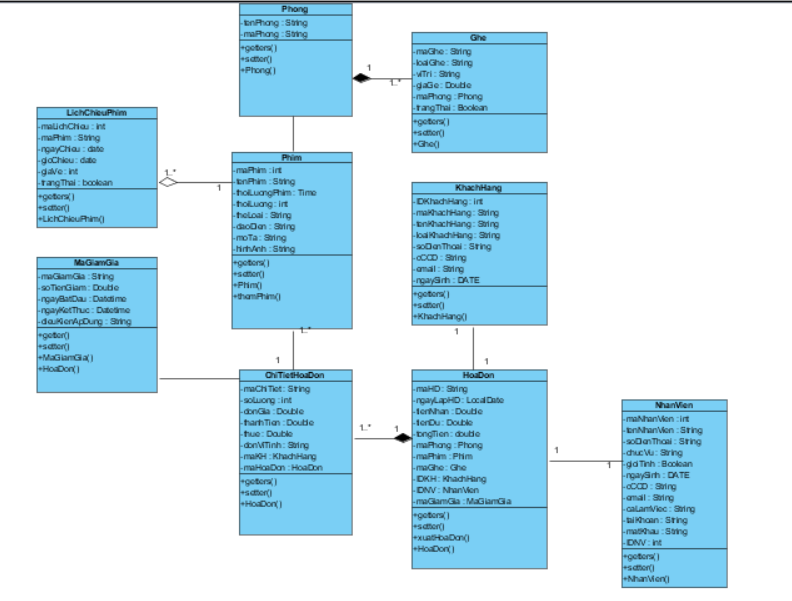 Phong
-tenPhong : String
-maPhong : String
+getters()
+setter()
+Phong()
1
1..*
Ghe
-maGhe : String
-loaiGhe : String
-viTri : String
-giaGe : Double
-maPhong : Phong
-trangThai : Boolean
+getters()
+setter()
+Ghe()
LichChieuPhim
-maLichChieu : int
-maPhim : String
-ngayChieu : date
-gioChieu : date
-giaVe : int
-trangThai : boolean
+getters()
+setter()
+LichChieuPhim()
1..*
1
Phim
-maPhim : int
-tenPhim : String
-thoiLuongPhim : Time
-thoiLuong : int
-theLoai : String
-daoDien : String
-moTa : String
-hinhAnh : String
+getters()
+setter()
+Phim()
+themPhim()
KhachHang
-IDKhachHang : int
-maKhachHang : String
-tenKhachHang : String
-loaiKhachHang : String
-soDienThoai : String
-cCCD : String
-email : String
-ngaySinh : DATE
+getters()
+setter()
+KhachHang()
MaGiamGia
-maGiamGia : String
-soTienGiam : Double
-ngayBatDau : Datetime
-ngayKetThuc : Datetime
-dieuKienApDung : String
+getter()
+setter()
+MaGiamGia()
+HoaDon()
1..*
1
1
1
ChiTietHoaDon
-maChiTiet : String
-soLuong : int
-donGia : Double
-thanhTien : Double
-thue : Double
-donViTinh : String
-maKH : KhachHang
-maHoaDon : HoaDon
+getters()
+setter()
+HoaDon()
1..*
1
HoaDon
-maHD : String
-ngayLapHD : LocalDate
-tienNhan : Double
-tienDu : Double
-tongTien : double
-maPhong : Phong
-maPhim : Phim
-maGhe : Ghe
-IDKH : KhachHang
-IDNV : NhanVien
-maGiamGia : MaGiamGia
+getters()
+setter()
+xuatHoaDon()
+HoaDon()
1
1
NhanVien
-maNhanVien : int
-tenNhanVien : String
-soDienThoai : String
-chucVu : String
-gioiTinh : Boolean
-ngaySinh : DATE
-cCCD : String
-email : String
-caLamViec : String
-taiKhoan : String
-matKhau : String
-IDNV : int
+getters()
+setter()
+NhanVien()